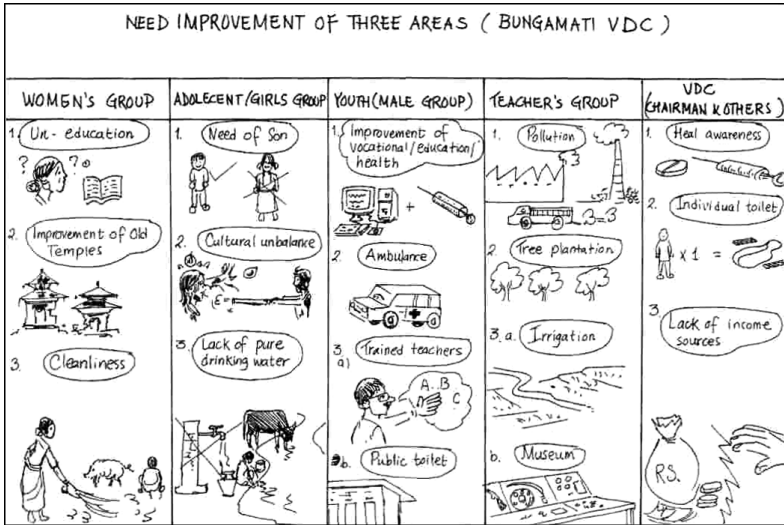 NEED IMPROVEMENT OF THREE AREAS ( BUNGAMATI VDC )
WOMEN'S GROUP
1. Un-education
? ?
2. Improvement of Old
Temples
3. Cleanliness
ADOLECENT/GIRLS GROUP
1. Need of Son
2. Cultural unbalance
3. Lack of pure
drinking water
YOUTH (MALE GROUP)
1. Improvement of
vocational/education/
health
+
2. Ambulance
3 a) Trained teachers
A..B
C
b. Public toilet
TEACHER'S GROUP
1. Pollution
2. Tree plantation
3. a. Irrigation
b. Museum
VDC
(CHAIRMAN & OTHERS)
1. Heal awareness
2. Individual toilet
x 1 =
3. Lack of income
sources
RS.